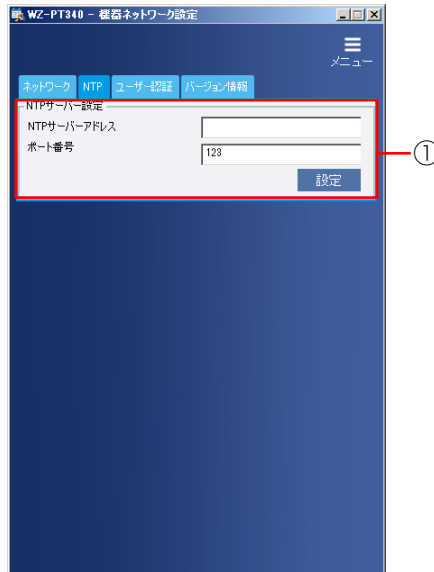 WZ-PT340 - 機器ネットワーク設定
メニュー
ネットワーク NTP ユーザー認証 バージョン情報
NTPサーバー設定
NTPサーバーアドレス
ポート番号 123
設定
①